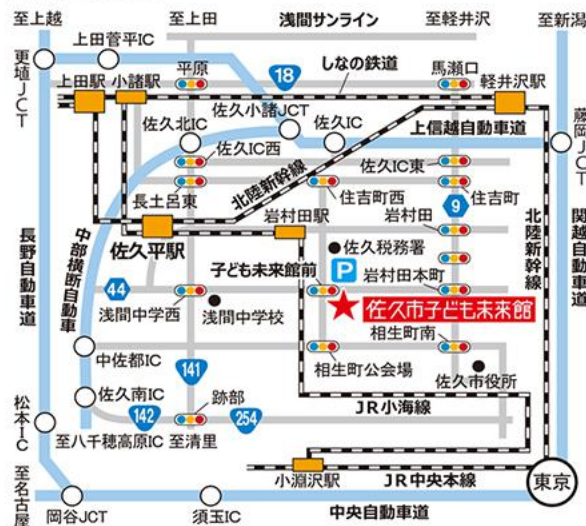 至上越
至上田
浅間サンライン
至軽井沢
至新潟
上田菅平IC
更埴JCT
平原
18
しなの鉄道
馬瀬口
上田駅
小諸駅
軽井沢駅
佐久小諸JCT
佐久北IC
佐久IC
上信越自動車道
藤岡JCT
佐久IC西
佐久IC東
北陸新幹線
長土呂東
住吉町西
住吉町
9
岩村田駅
岩村田
佐久平駅
佐久税務署
P
長野自動車道
中部横断自動車
北陸新幹線
関越自動車道
44
子ども未来館前
岩村田本町
浅間中学西
浅間中学校
佐久市子ども未来館
相生町南
中佐都IC
141
相生町公会場
佐久市役所
佐久南IC
跡部
142
254
JR小海線
松本IC
至八千穂高原IC
至清里
小淵沢駅
JR中央本線
東京
至名古屋
岡谷JCT
須玉IC
中央自動車道